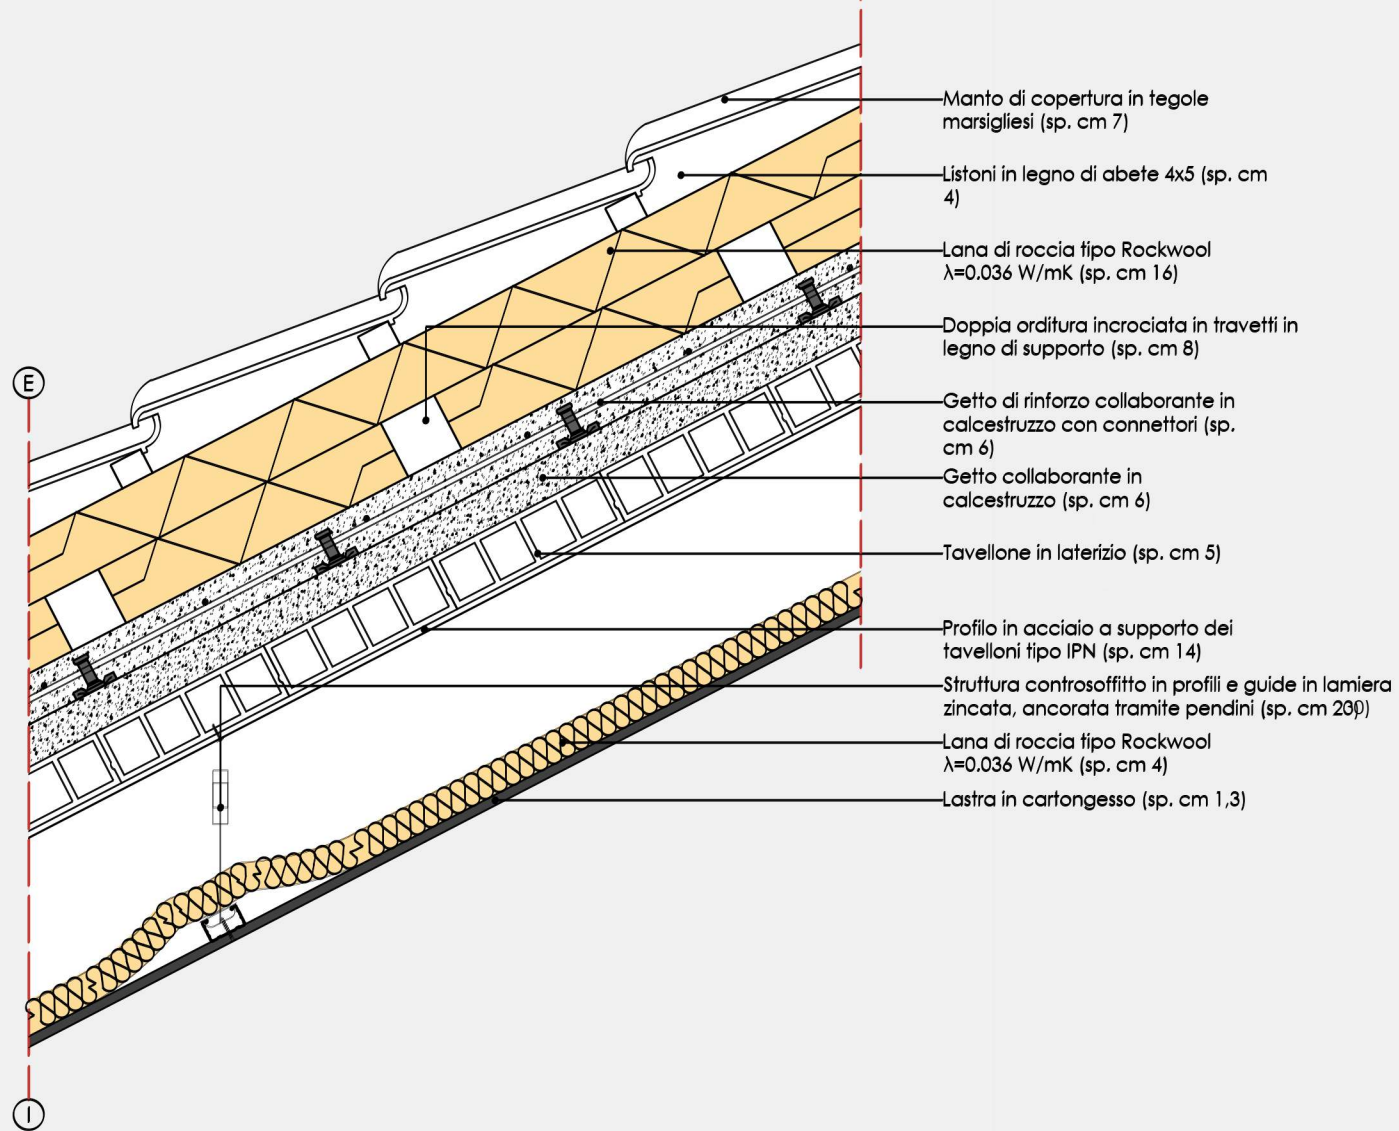 Manto di copertura in tegole
marsigliesi (sp. cm 7)
Listoni in legno di abete 4x5 (sp. cm
4)
Lana di roccia tipo Rockwool
λ=0.036 W/mK (sp. cm 16)
Doppia orditura incrociata in travetti in
legno di supporto (sp. cm 8)
E
Getto di rinforzo collaborante in
calcestruzzo con connettori (sp.
cm 6)
Getto collaborante in
calcestruzzo (sp. cm 6)
Tavellone in laterizio (sp. cm 5)
Profilo in acciaio a supporto dei
tavelloni tipo IPN (sp. cm 14)
Struttura controsoffitto in profili e guide in lamiera
zincata, ancorata tramite pendini (sp. cm
Lana di roccia tipo Rockwool
λ=0.036 W/mK (sp. cm 4)
Lastra in cartongesso (sp. cm 1,3)
I